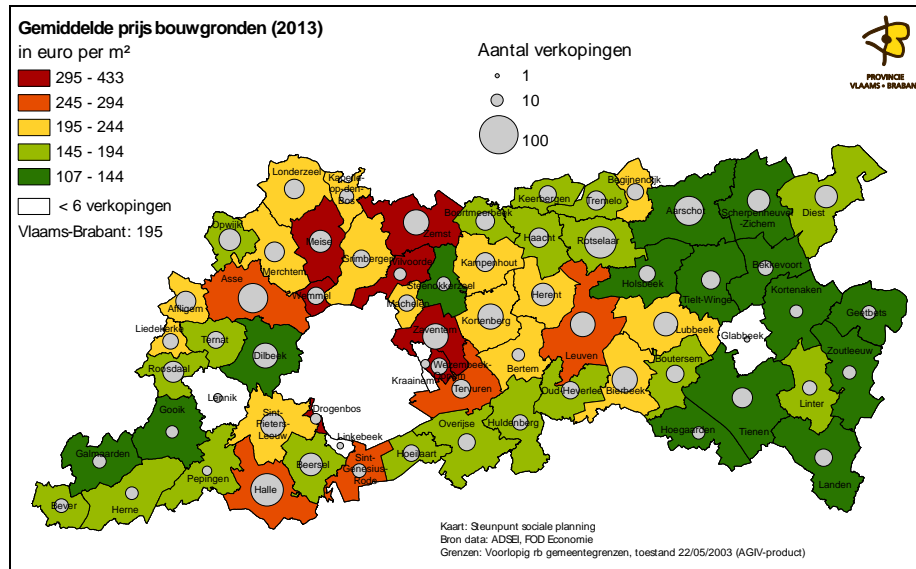 Gemiddelde prijs bouwgronden (2013)
in euro per m²
295 - 433
245 - 294
195 - 244
145 - 194
107 - 144
< 6 verkopingen
Vlaams-Brabant: 195
Aantal verkopingen
1
10
100
PROVINCIE
VLAAMS • BRABANT
Londerzeel
Kapelle-
op-den-
Bos
Opwijk
Meise
Zemst
Boortmeerbeek
Keerbergen
Tremelo
Begijnendijk
Aarschot
Scherpenheuvel-
Zichem
Diest
Merchtem
Grimbergen
Vilvoorde
Haacht
Rotselaar
Asse
Steenokkerzeel
Kampenhout
Holsbeek
Tielt-Winge
Bekkevoort
Kortenaken
Geetbets
Affligem
Wemmel
Machelen
Herent
Kortenberg
Liedekerke
Ternat
Dilbeek
Zaventem
Leuven
Lubbeek
Glabbeek
Zoutleeuw
Roosdaal
Wezembeek-
Oppem
Bertem
Boutersem
Kraainem
Tervuren
Oud-Heverlee
Bierbeek
Linter
Lennik
Gooik
Sint-
Pieters-
Leeuw
Drogenbos
Linkebeek
Overijse
Huldenberg
Hoegaarden
Tienen
Galmaarden
Beersel
Sint-
Genesius-
Rode
Hoeilaart
Landen
Pepingen
Halle
Bever
Herne
Kaart: Steunpunt sociale planning
Bron data: ADSEI, FOD Economie
Grenzen: Voorlopig rb gemeentegrenzen, toestand 22/05/2003 (AGIV-product)